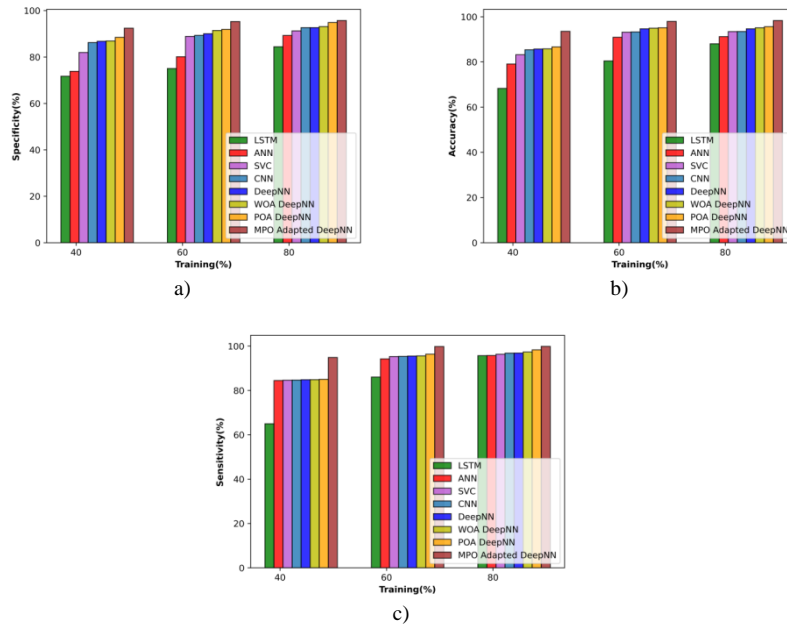 100
80
60
40
20
0
Specificity(%)
LSTM
ANN
SVC
CNN
DeepNN
WOA DeepNN
POA DeepNN
MPO Adapted DeepNN
40 60 80
Training(%)
a)
100
80
60
40
20
0
Accuracy(%)
LSTM
ANN
SVC
CNN
DeepNN
WOA DeepNN
POA DeepNN
MPO Adapted DeepNN
40 60 80
Training(%)
b)
100
80
60
40
20
0
Sensitivity(%)
LSTM
ANN
SVC
CNN
DeepNN
WOA DeepNN
POA DeepNN
MPO Adapted DeepNN
40 60 80
Training(%)
c)